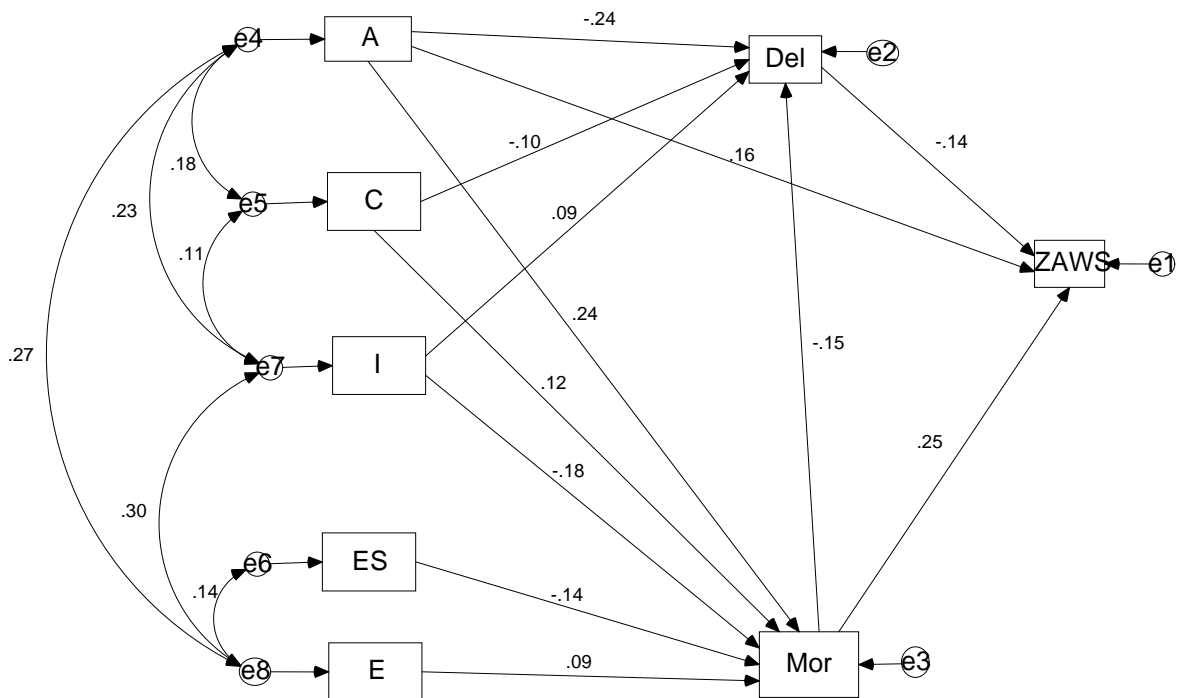 -.24
e4
A
Del
e2
-.10
-.14
.18
.16
.23
e5
C
.09
.11
ZAWS
e1
.24
-.15
.27
e7
I
.12
.25
-.18
.30
e6
ES
.14
-.14
.09
e8
E
Mor
e3